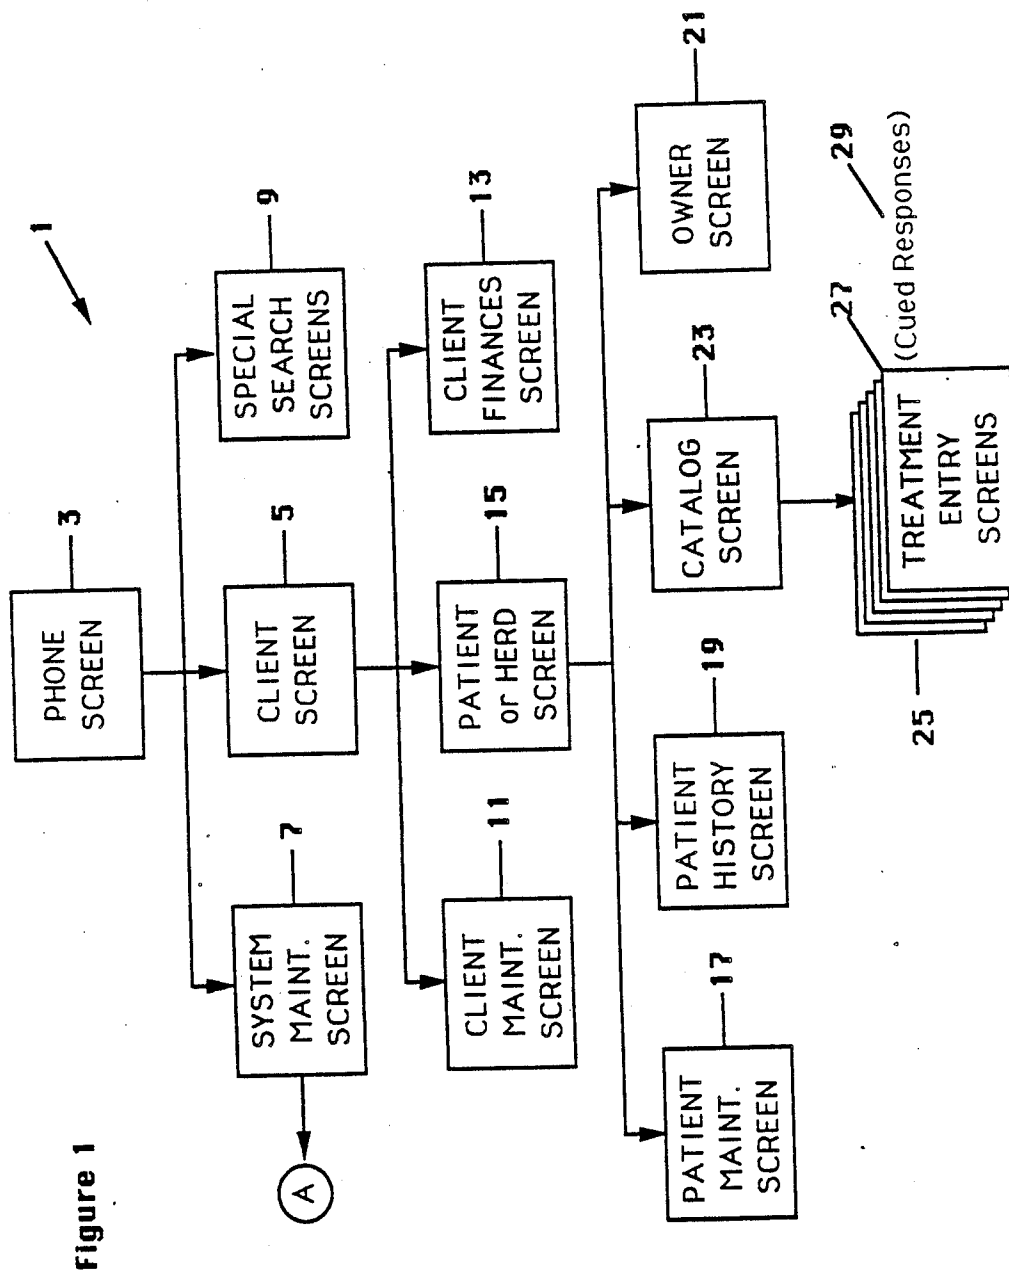 Figure 1
1
PHONE
SCREEN
3
SYSTEM
MAINT.
SCREEN
7
A
CLIENT
SCREEN
5
SPECIAL
SEARCH
SCREENS
9
CLIENT
MAINT.
SCREEN
11
PATIENT
or HERD
SCREEN
15
CLIENT
FINANCES
SCREEN
13
PATIENT
MAINT.
SCREEN
17
PATIENT
HISTORY
SCREEN
19
CATALOG
SCREEN
23
OWNER
SCREEN
21
TREATMENT
ENTRY
SCREENS
25
27
29
(Cued Responses)